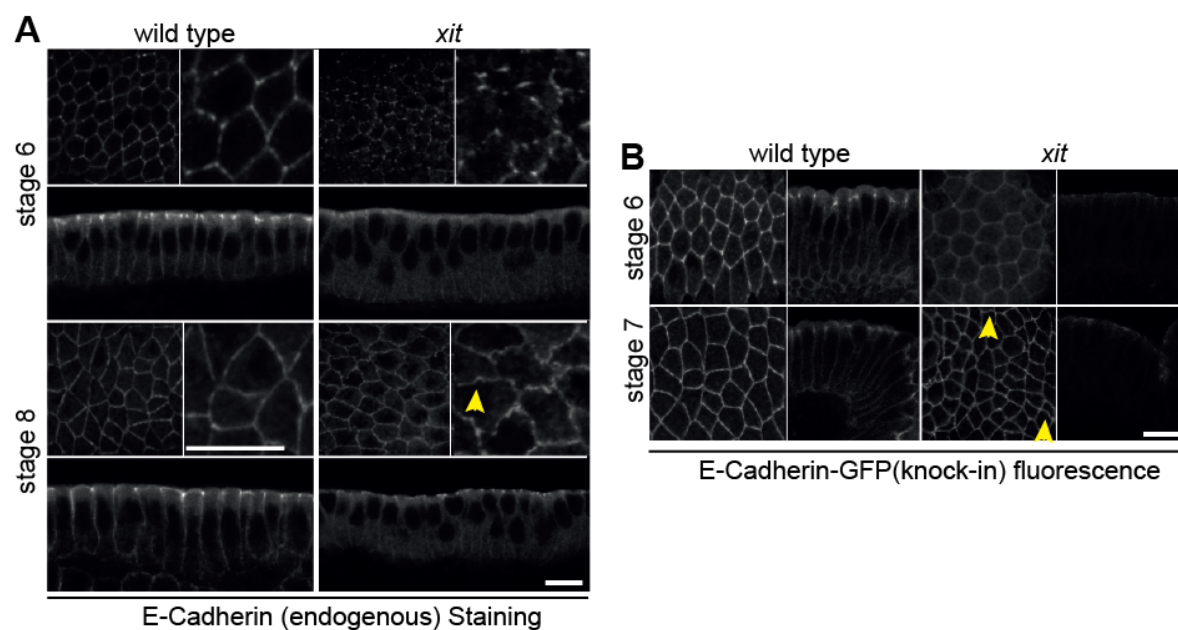 A
wild type
xit
stage 6
stage 8
E-Cadherin (endogenous) Staining
B
wild type
xit
stage 6
stage 7
E-Cadherin-GFP(knock-in) fluorescence